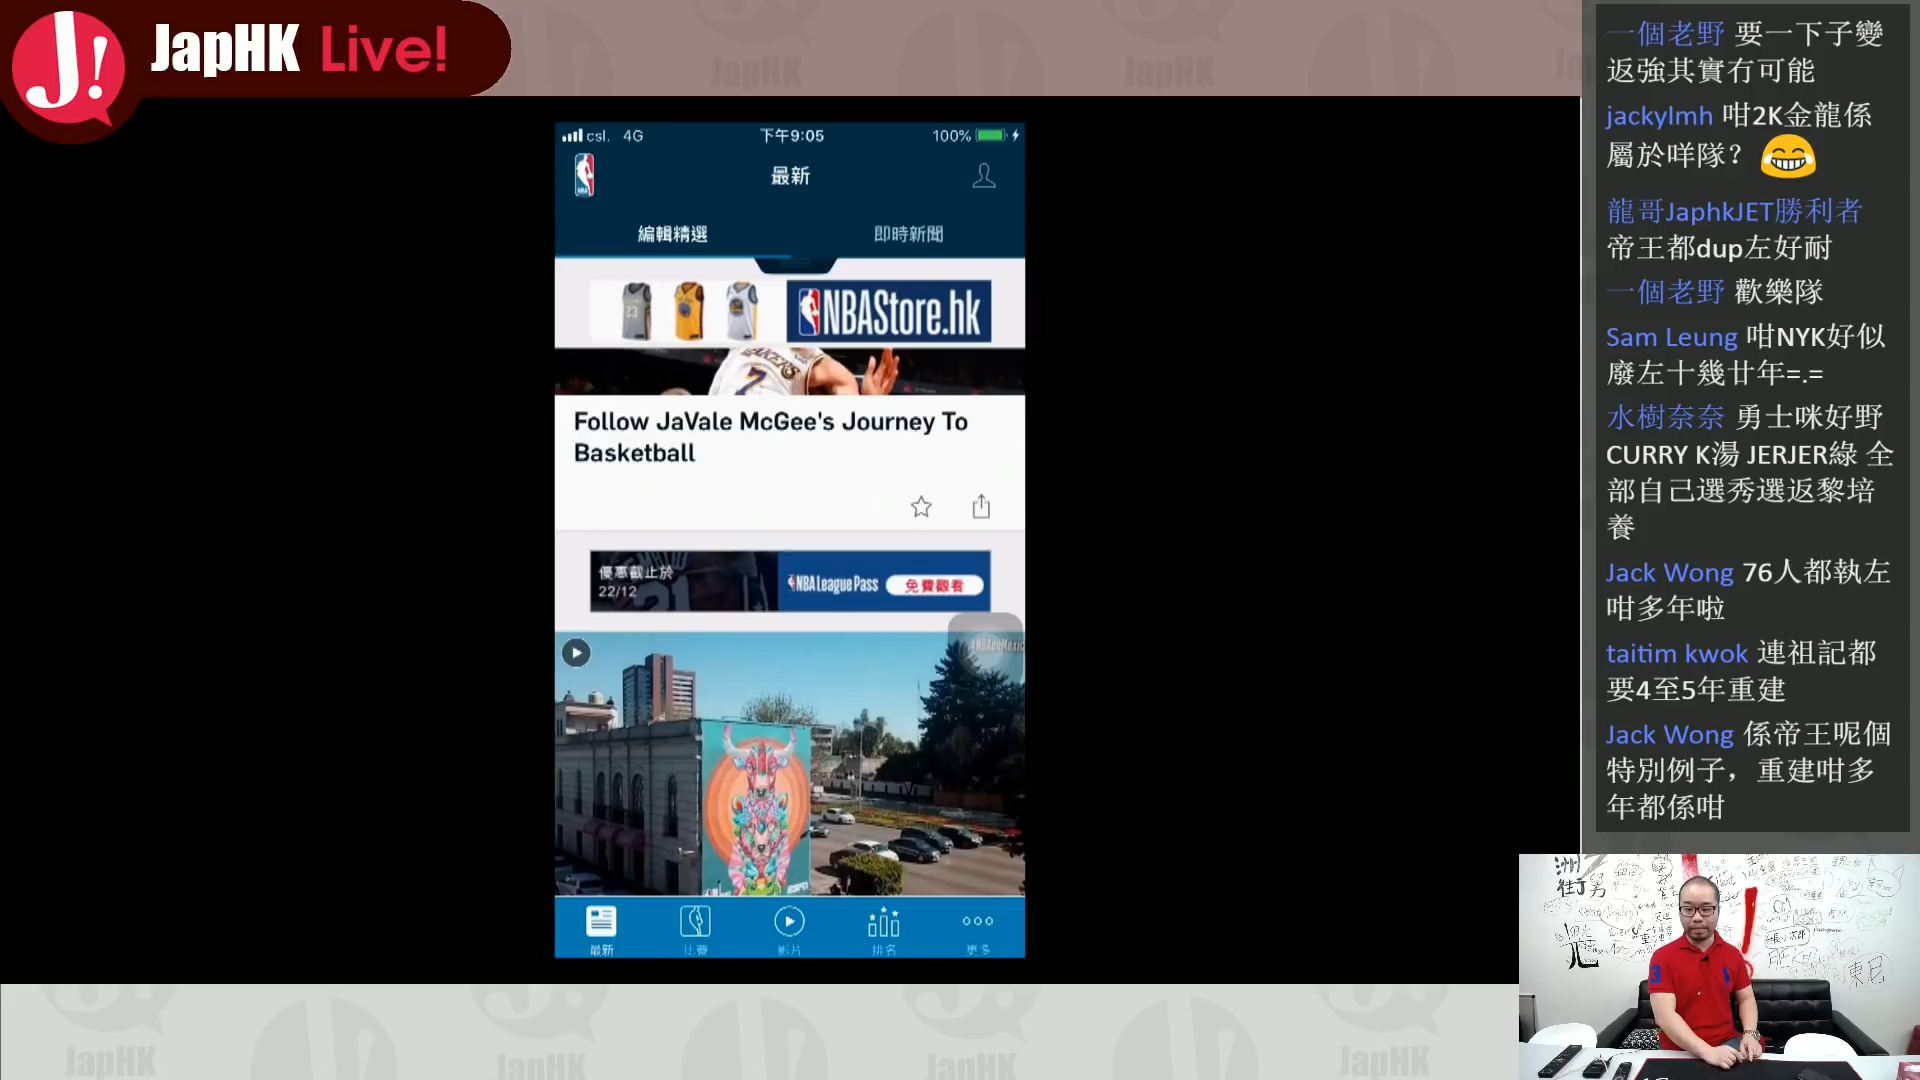 JapHK Live!
csl. 4G 下午9:05 100%
最新
編輯精選 即時新聞
23
NBAStore.hk
LAKERS
7
Follow JaVale McGee's Journey To
Basketball
優惠截止於
22/12
21
NBA League Pass 免費觀看
最新 比賽 影片 排名 更多
一個老野 要一下子變
返強其實冇可能
jackylmh 咁2K金龍係
屬於咩隊？😂
龍哥JaphkJET勝利者
帝王都dup左好耐
一個老野 歡樂隊
Sam Leung 咁NYK好似
廢左十幾廿年=.=
水樹奈奈 勇士咪好野
CURRY K湯 JERJER綠 全
部自己選秀選返黎培
養
Jack Wong 76人都執左
咁多年啦
taitim kwok 連祖記都
要4至5年重建
Jack Wong 係帝王呢個
特別例子，重建咁多
年都係咁
JapHK JapHK JapHK JapHK JapHK